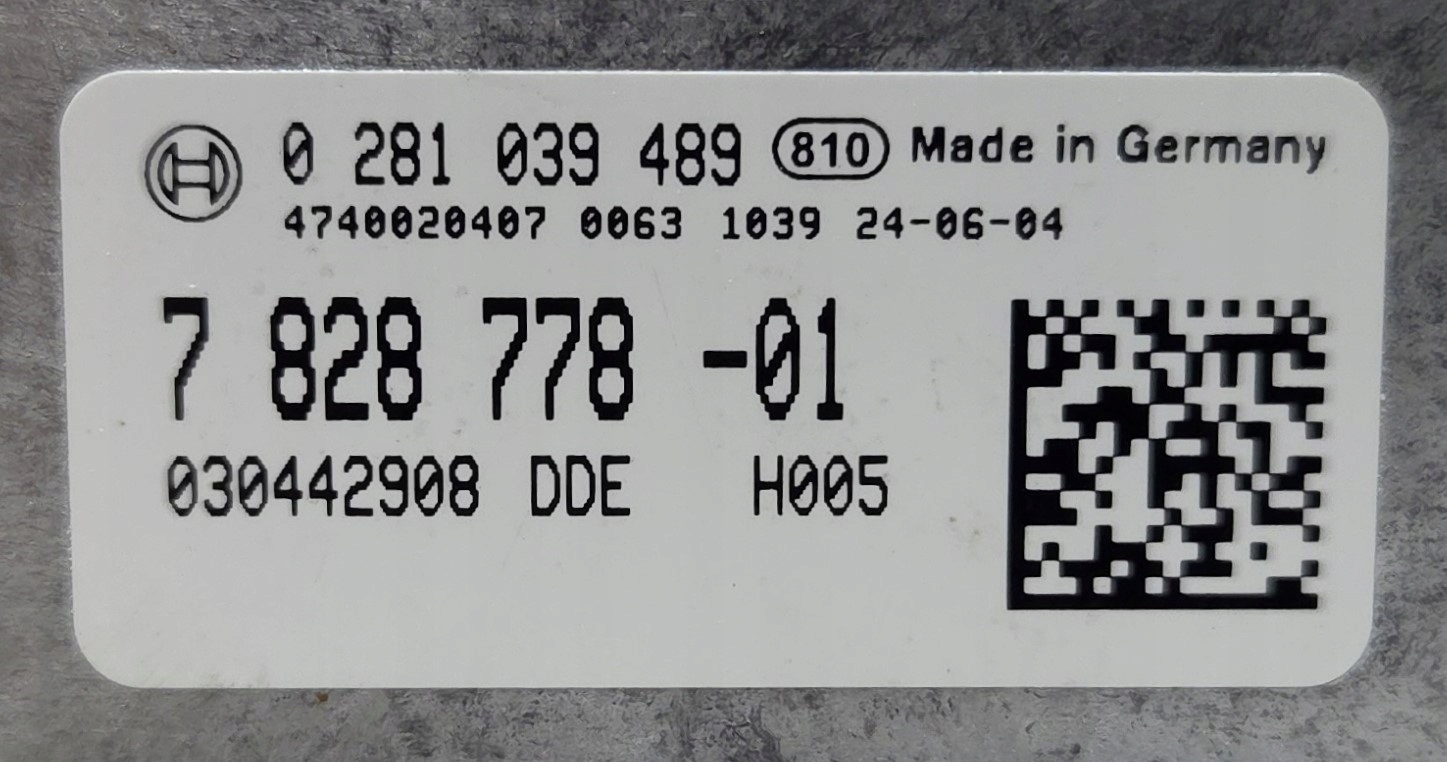 0 281 039 489 810 Made in Germany
4740020407 0063 1039 24-06-04
7 828 778 -01
030442908 DDE H005